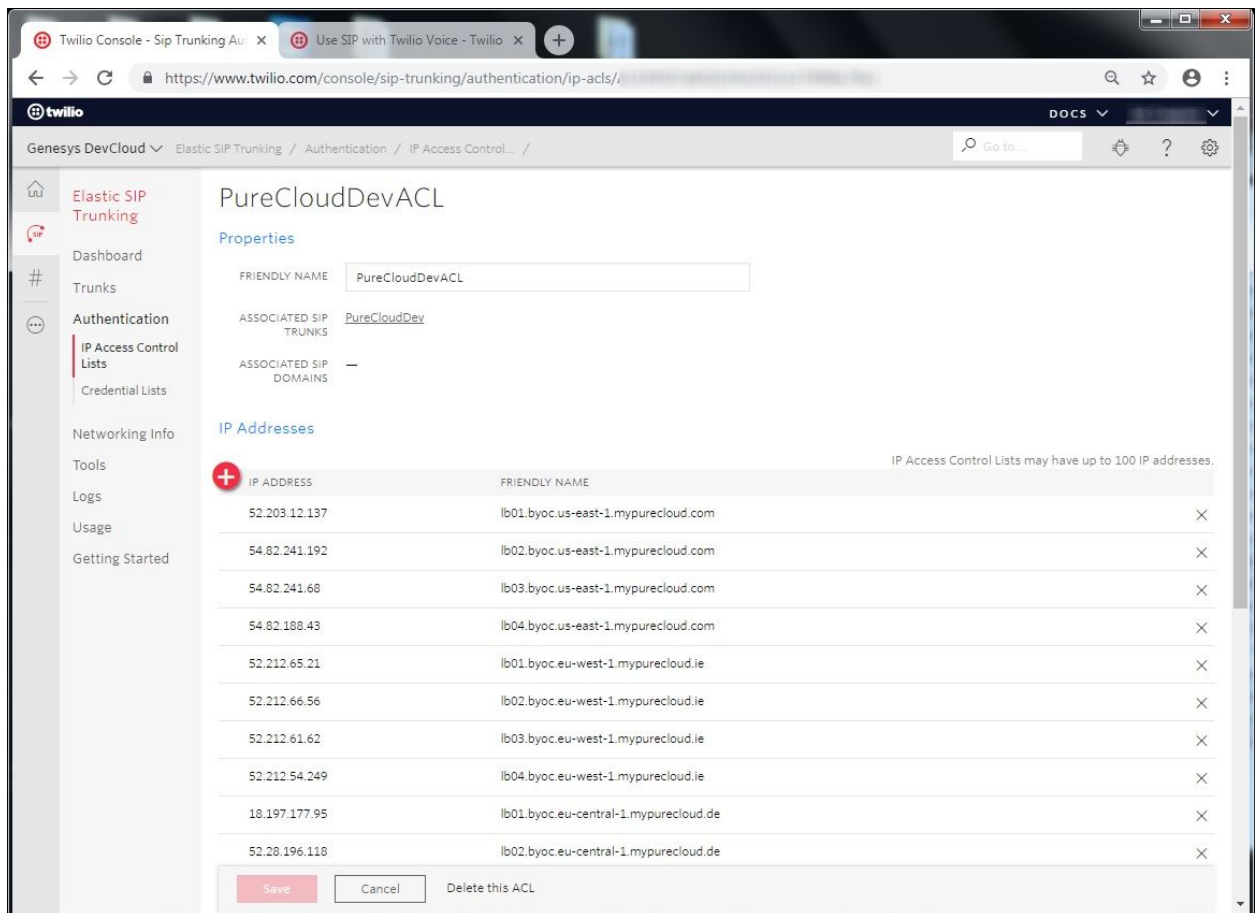 Twilio Console - Sip Trunking Au
Use SIP with Twilio Voice - Twilio
https://www.twilio.com/console/sip-trunking/authentication/ip-acls/
twilio
DOCS
Genesys DevCloud Elastic SIP Trunking / Authentication / IP Access Control... /
Go to...
?
Elastic SIP
Trunking
Dashboard
Trunks
Authentication
IP Access Control
Lists
Credential Lists
Networking Info
Tools
Logs
Usage
Getting Started
SIP
#
PureCloudDevACL
Properties
FRIENDLY NAME PureCloudDevACL
ASSOCIATED SIP PureCloudDev
TRUNKS
ASSOCIATED SIP —
DOMAINS
IP Addresses
IP Access Control Lists may have up to 100 IP addresses.
IP ADDRESS FRIENDLY NAME
52.203.12.137 lb01.byoc.us-east-1.mypurecloud.com
54.82.241.192 lb02.byoc.us-east-1.mypurecloud.com
54.82.241.68 lb03.byoc.us-east-1.mypurecloud.com
54.82.188.43 lb04.byoc.us-east-1.mypurecloud.com
52.212.65.21 lb01.byoc.eu-west-1.mypurecloud.ie
52.212.66.56 lb02.byoc.eu-west-1.mypurecloud.ie
52.212.61.62 lb03.byoc.eu-west-1.mypurecloud.ie
52.212.54.249 lb04.byoc.eu-west-1.mypurecloud.ie
18.197.177.95 lb01.byoc.eu-central-1.mypurecloud.de
52.28.196.118 lb02.byoc.eu-central-1.mypurecloud.de
Save Cancel Delete this ACL